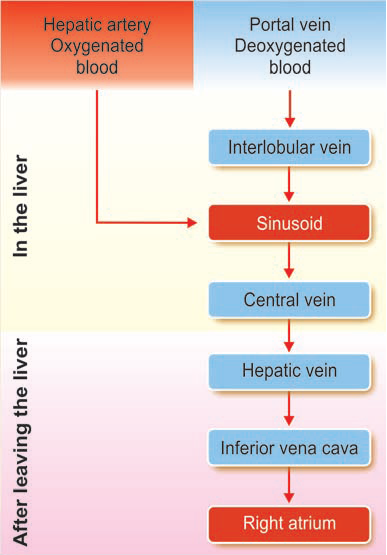 Hepatic artery
Oxygenated
blood
Portal vein
Deoxygenated
blood
In the liver
Interlobular vein
Sinusoid
Central vein
After leaving the liver
Hepatic vein
Inferior vena cava
Right atrium